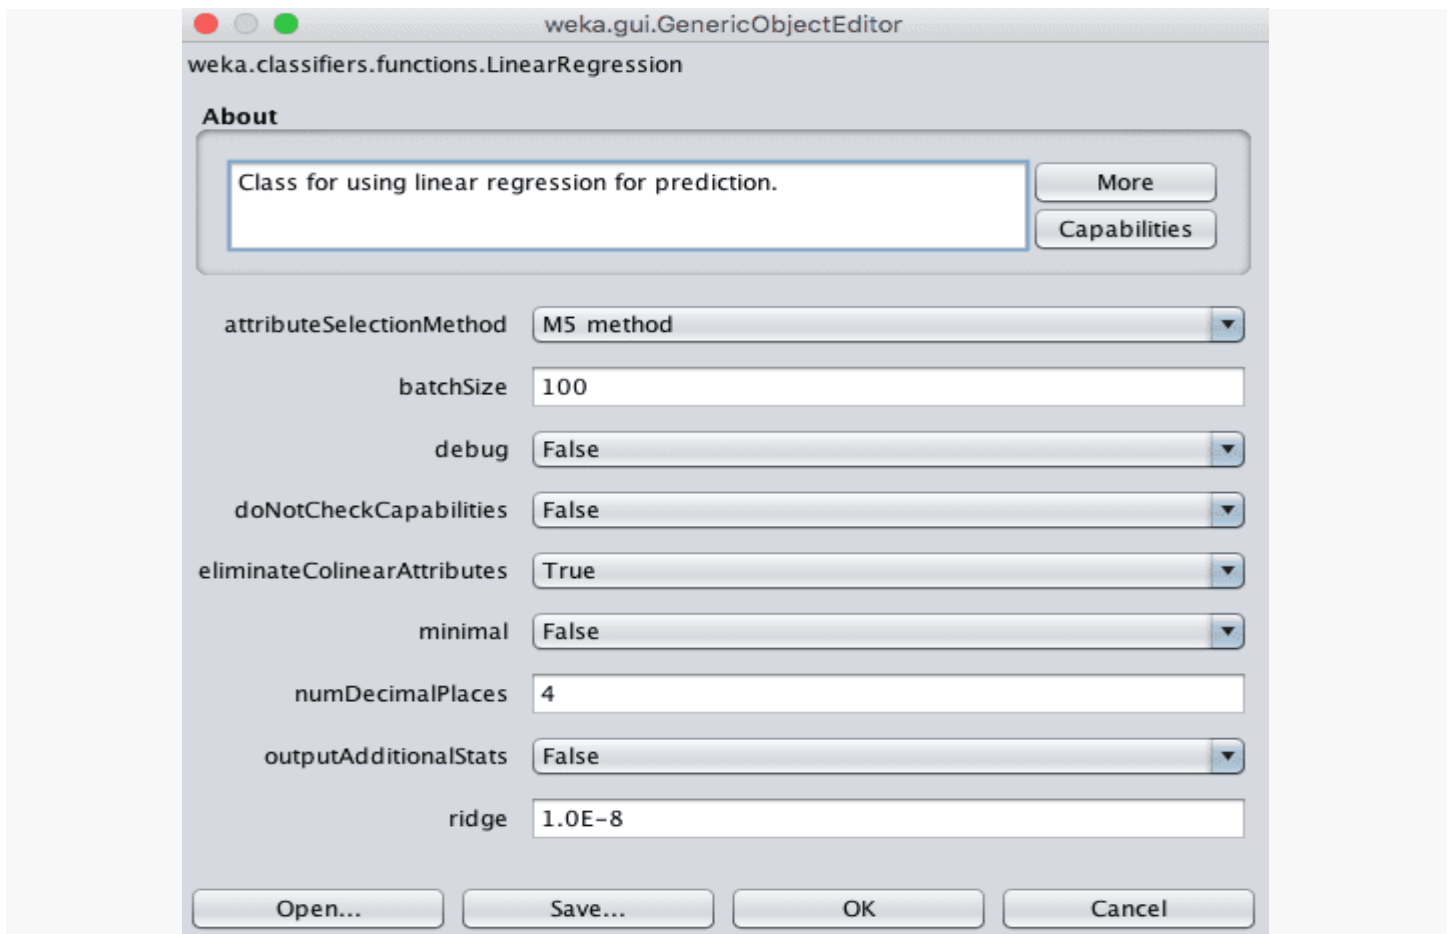 weka.gui.GenericObjectEditor
weka.classifiers.functions.LinearRegression
About
Class for using linear regression for prediction.
More
Capabilities
attributeSelectionMethod M5 method
batchSize 100
debug False
doNotCheckCapabilities False
eliminateColinearAttributes True
minimal False
numDecimalPlaces 4
outputAdditionalStats False
ridge 1.0E-8
Open... Save... OK Cancel